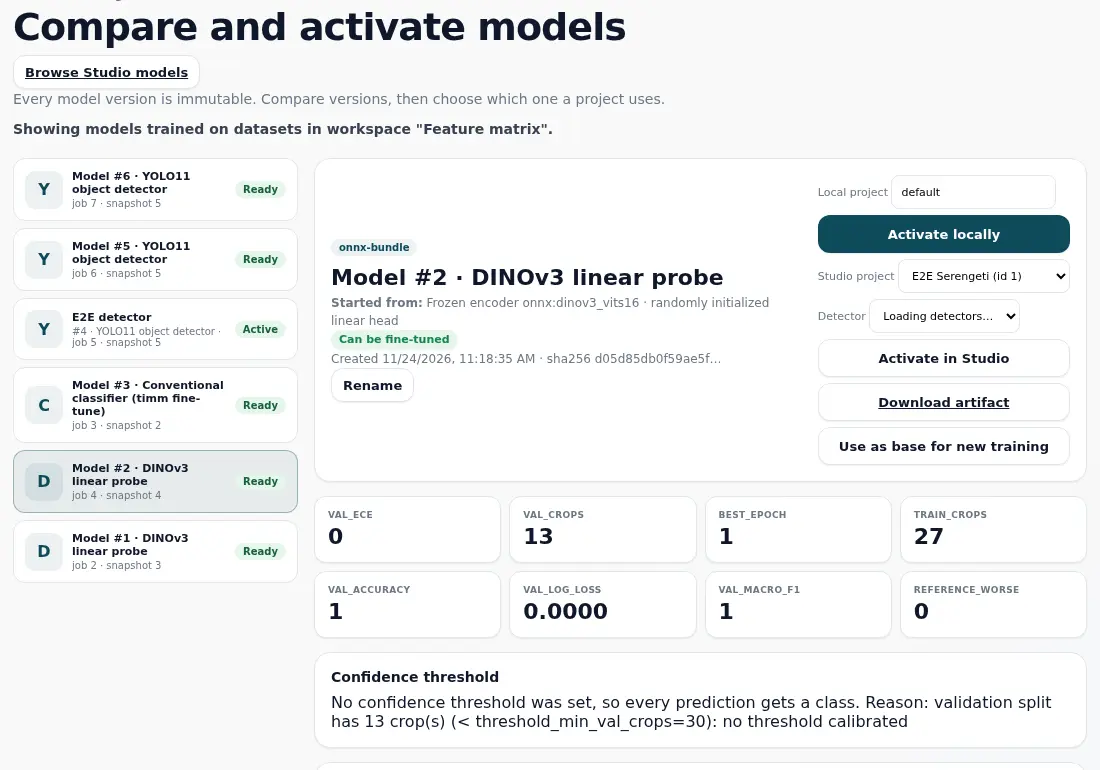 Compare and activate models
Browse Studio models
Every model version is immutable. Compare versions, then choose which one a project uses.
Showing models trained on datasets in workspace "Feature matrix".
Y
Model #6 · YOLO11
object detector
job 7 · snapshot 5
Ready
Y
Model #5 · YOLO11
object detector
job 6 · snapshot 5
Ready
Y
E2E detector
#4 · YOLO11 object detector ·
job 5 · snapshot 5
Active
C
Model #3 · Conventional
classifier (timm fine-
tune)
job 3 · snapshot 2
Ready
D
Model #2 · DINOv3
linear probe
job 4 · snapshot 4
Ready
D
Model #1 · DINOv3
linear probe
job 2 · snapshot 3
Ready
onnx-bundle
Model #2 · DINOv3 linear probe
Started from: Frozen encoder onnx:dinov3_vits16 · randomly initialized
linear head
Can be fine-tuned
Created 11/24/2026, 11:18:35 AM · sha256 d05d85db0f59ae5f…
Rename
Local project default
Activate locally
Studio project E2E Serengeti (id 1)
Detector Loading detectors…
Activate in Studio
Download artifact
Use as base for new training
VAL_ECE
0
VAL_CROPS
13
BEST_EPOCH
1
TRAIN_CROPS
27
VAL_ACCURACY
1
VAL_LOG_LOSS
0.0000
VAL_MACRO_F1
1
REFERENCE_WORSE
0
Confidence threshold
No confidence threshold was set, so every prediction gets a class. Reason: validation split
has 13 crop(s) (< threshold_min_val_crops=30): no threshold calibrated